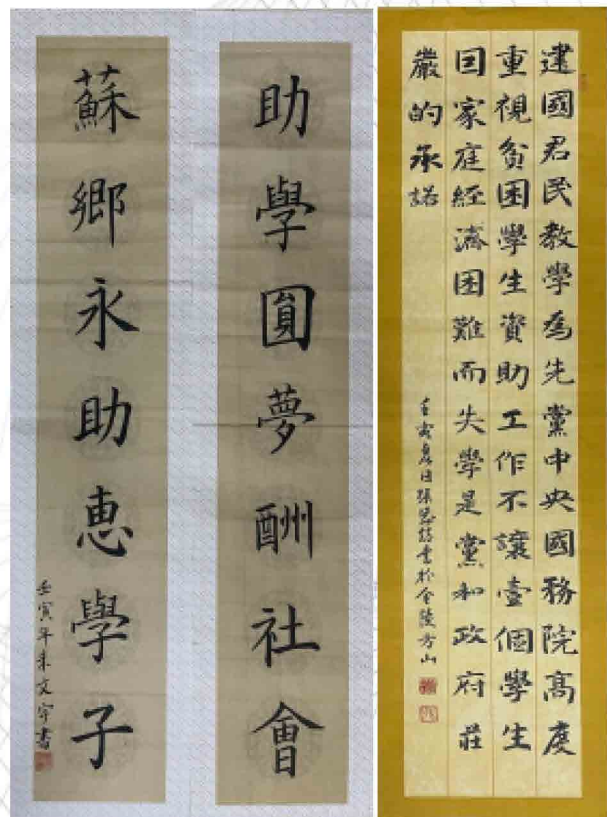 助學圓夢酬社會
蘇鄉永助恵學子
壬寅年朱文宇書
建國君民教學為先黨中央國務院高度
重視貧困學生資助工作不讓壹個學生
囙家庭經濟困難而失學是黨和政府莊
嚴的承諾
壬寅夏日張書於金陵方山